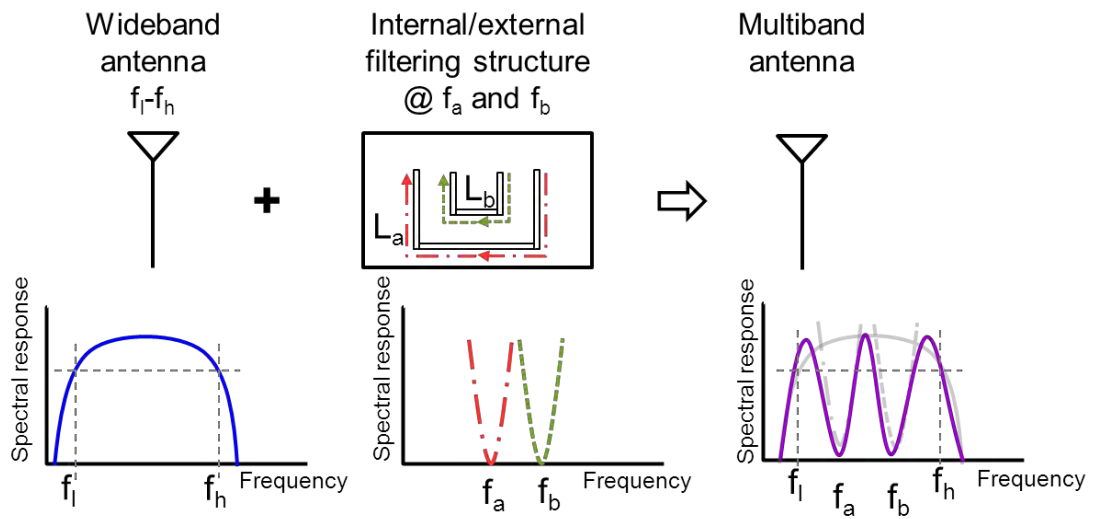 Wideband
antenna
fl-fh
Internal/external
filtering structure
@ fa and fb
Multiband
antenna
+
La
Lb
Spectral response
fl
fh
Frequency
Spectral response
fa
fb
Frequency
Spectral response
fl
fa
fb
fh
Frequency